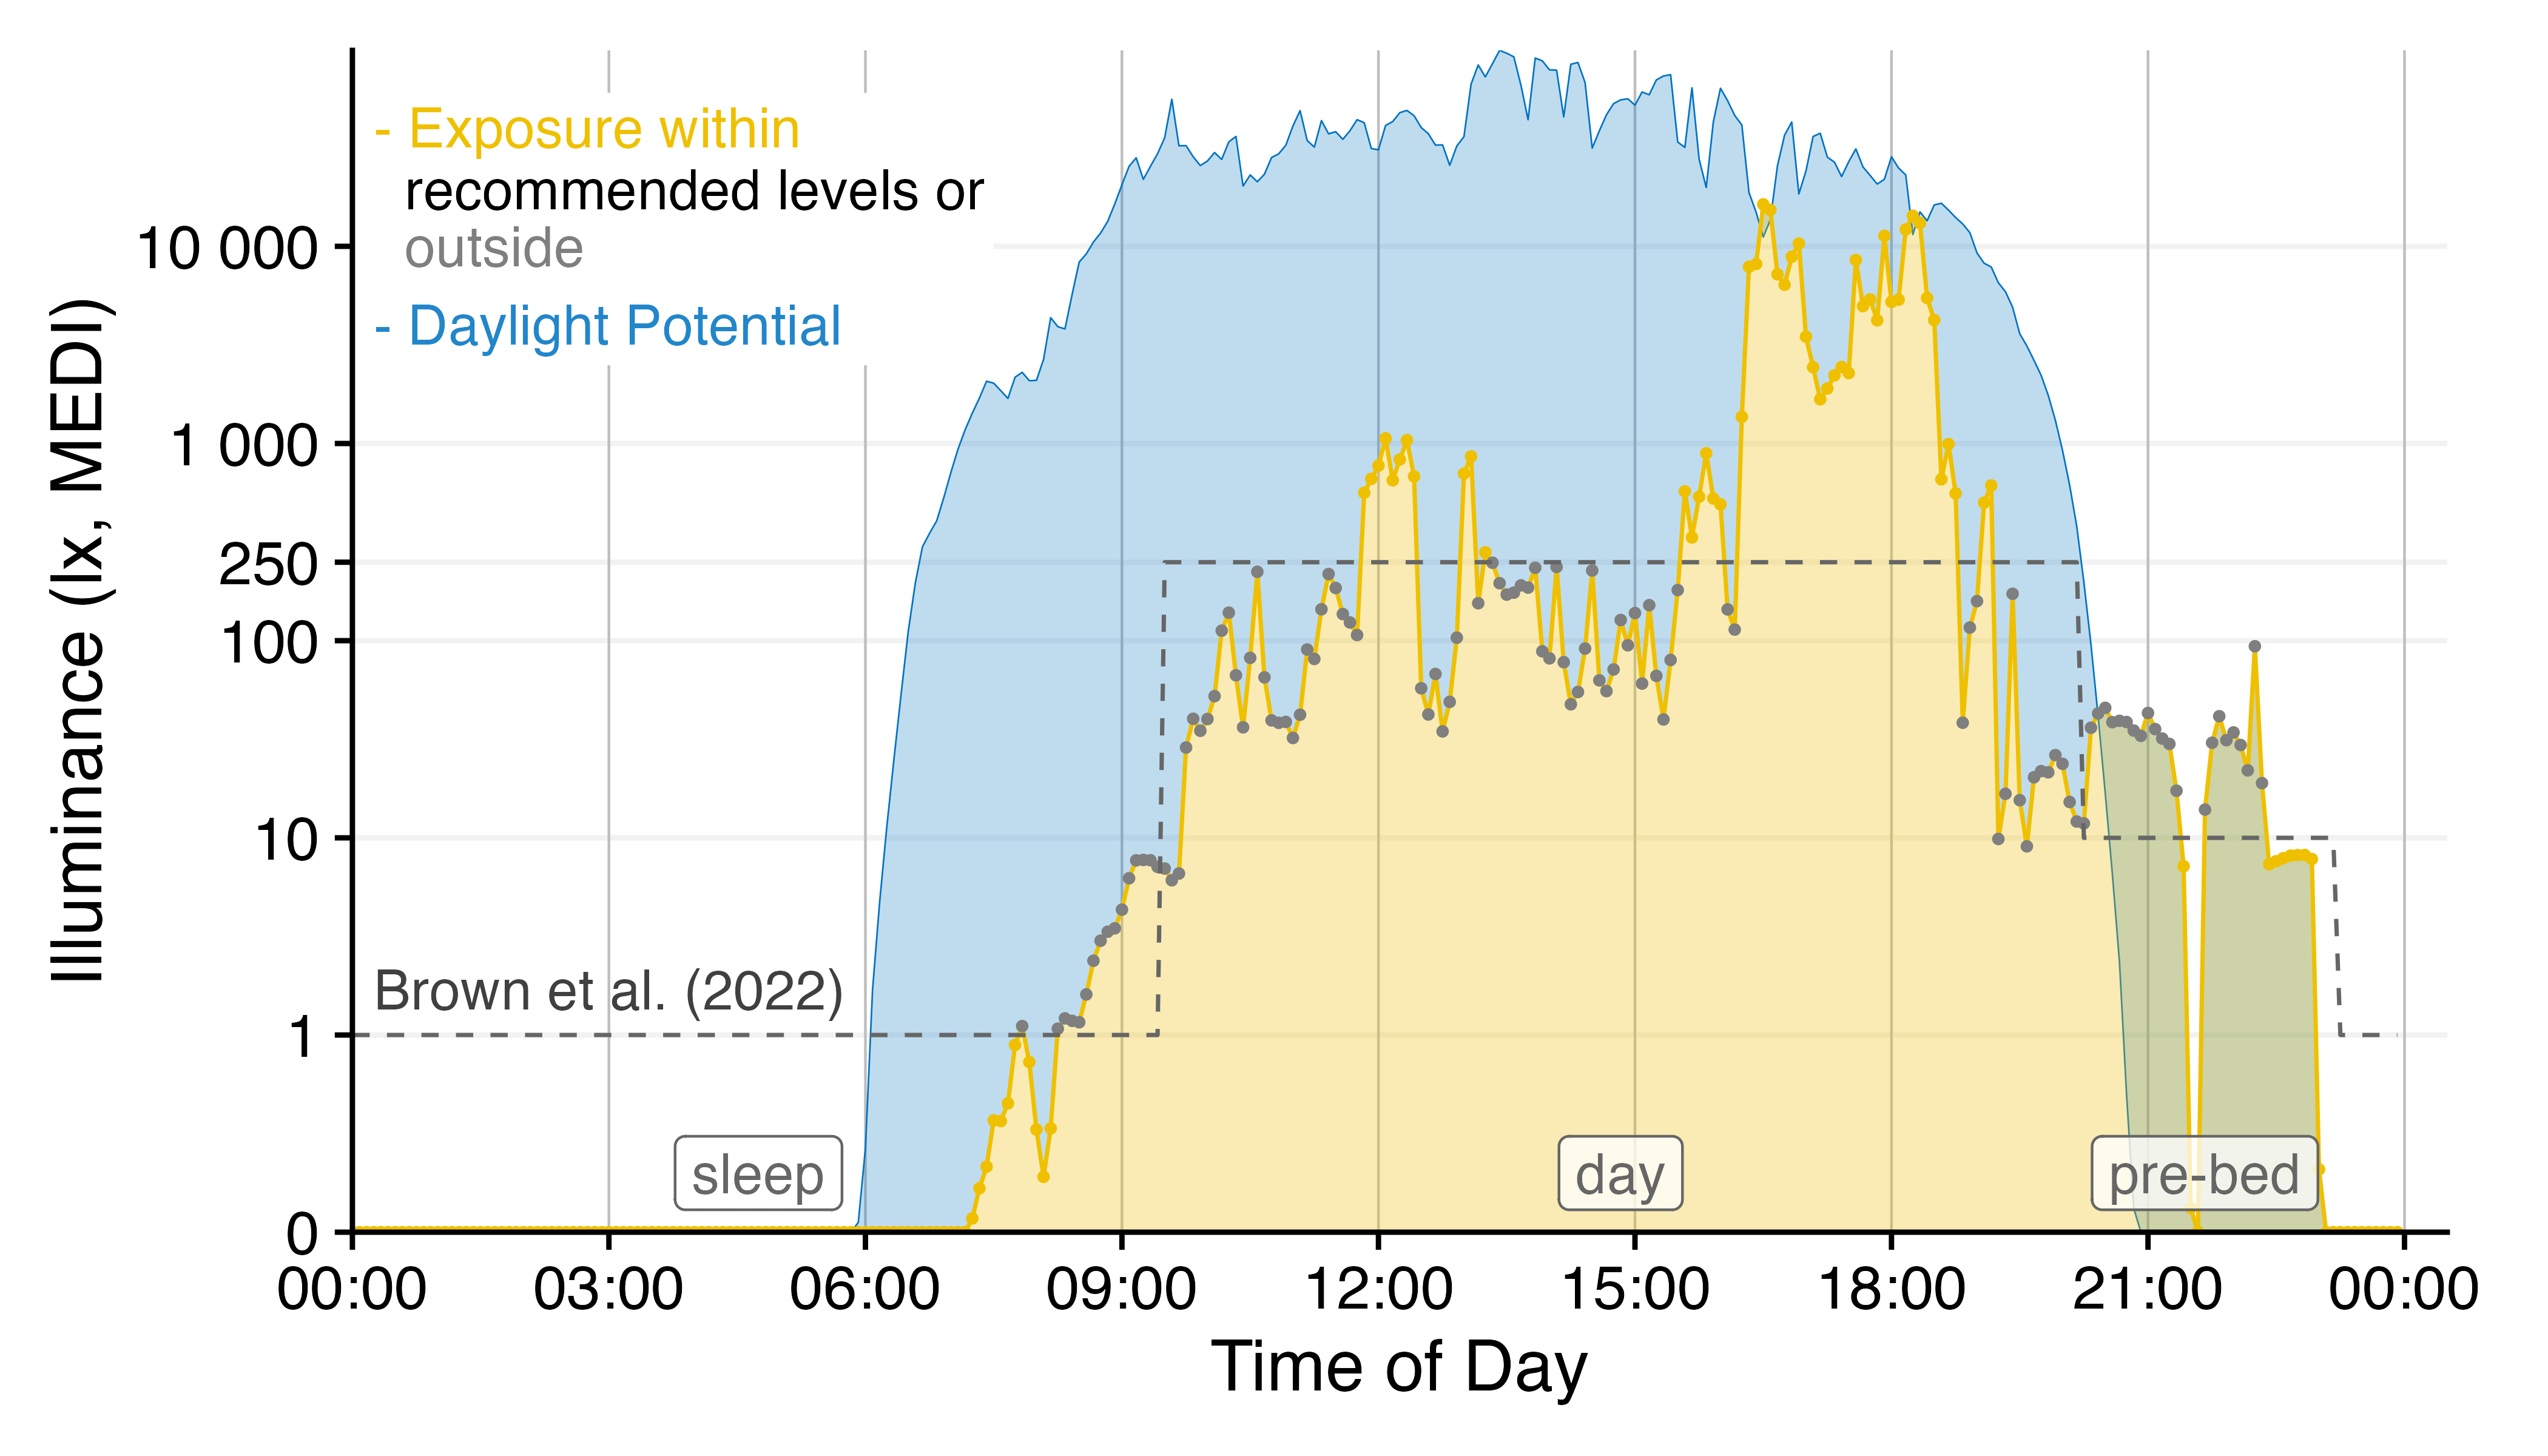 - Exposure within
recommended levels or
outside
- Daylight Potential
Illuminance (lx, MEDI)
10 000
1 000
250
100
10
1
0
Brown et al. (2022)
sleep
day
pre-bed
00:00 03:00 06:00 09:00 12:00 15:00 18:00 21:00 00:00
Time of Day